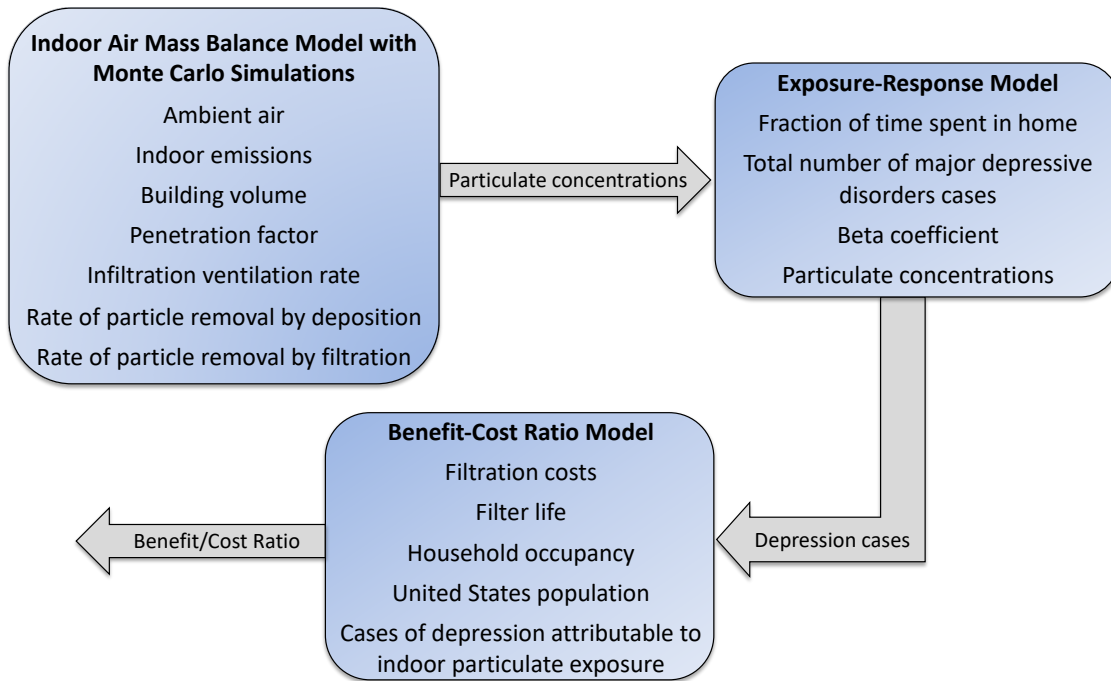 Indoor Air Mass Balance Model with
Monte Carlo Simulations
Ambient air
Indoor emissions
Building volume
Penetration factor
Infiltration ventilation rate
Rate of particle removal by deposition
Rate of particle removal by filtration
Particulate concentrations
Exposure-Response Model
Fraction of time spent in home
Total number of major depressive
disorders cases
Beta coefficient
Particulate concentrations
Depression cases
Benefit-Cost Ratio Model
Filtration costs
Filter life
Household occupancy
United States population
Cases of depression attributable to
indoor particulate exposure
Benefit/Cost Ratio